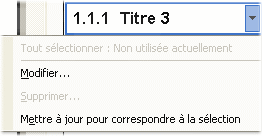 1.1.1 Titre 3
Tout sélectionner : Non utilisée actuellement
Modifier...
Supprimer...
Mettre à jour pour correspondre à la sélection